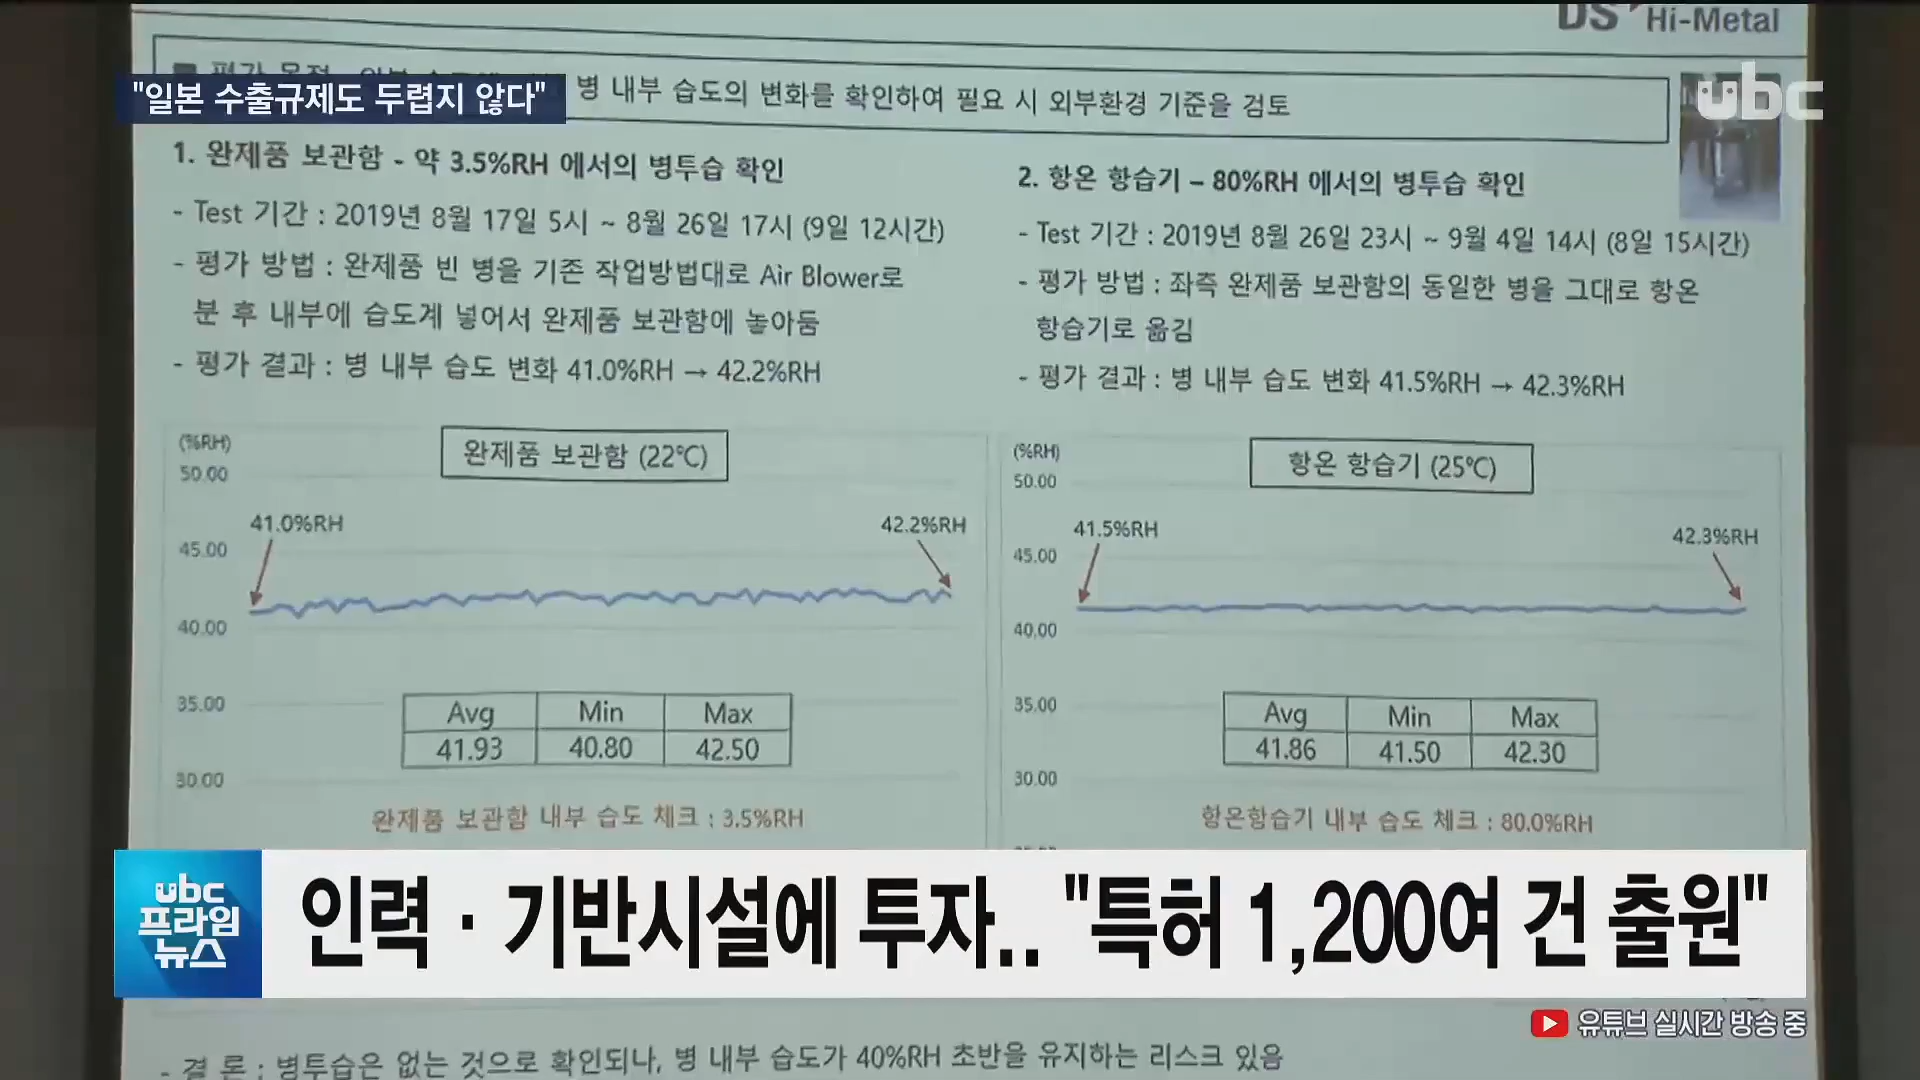 DS Hi-Metal
"일본 수출규제도 두렵지 않다"
병 내부 습도의 변화를 확인하여 필요 시 외부환경 기준을 검토
ubc
1. 완제품 보관함 - 약 3.5%RH 에서의 병투습 확인
- Test 기간 : 2019년 8월 17일 5시 ~ 8월 26일 17시 (9일 12시간)
- 평가 방법 : 완제품 빈 병을 기존 작업방법대로 Air Blower로
분 후 내부에 습도계 넣어서 완제품 보관함에 놓아둠
- 평가 결과 : 병 내부 습도 변화 41.0%RH → 42.2%RH
2. 항온 항습기 – 80%RH 에서의 병투습 확인
- Test 기간 : 2019년 8월 26일 23시 ~ 9월 4일 14시 (8일 15시간)
- 평가 방법 : 좌측 완제품 보관함의 동일한 병을 그대로 항온
항습기로 옮김
- 평가 결과 : 병 내부 습도 변화 41.5%RH → 42.3%RH
(%RH)
완제품 보관함 (22℃)
50.00
41.0%RH
42.2%RH
45.00
40.00
35.00
30.00
Avg Min Max
41.93 40.80 42.50
완제품 보관함 내부 습도 체크 : 3.5%RH
(%RH)
항온 항습기 (25℃)
50.00
41.5%RH
42.3%RH
45.00
40.00
35.00
30.00
Avg Min Max
41.86 41.50 42.30
항온항습기 내부 습도 체크 : 80.0%RH
ubc
프라임
뉴스
인력 · 기반시설에 투자.. "특허 1,200여 건 출원"
유튜브 실시간 방송 중
- 결 론 : 병투습은 없는 것으로 확인되나, 병 내부 습도가 40%RH 초반을 유지하는 리스크 있음